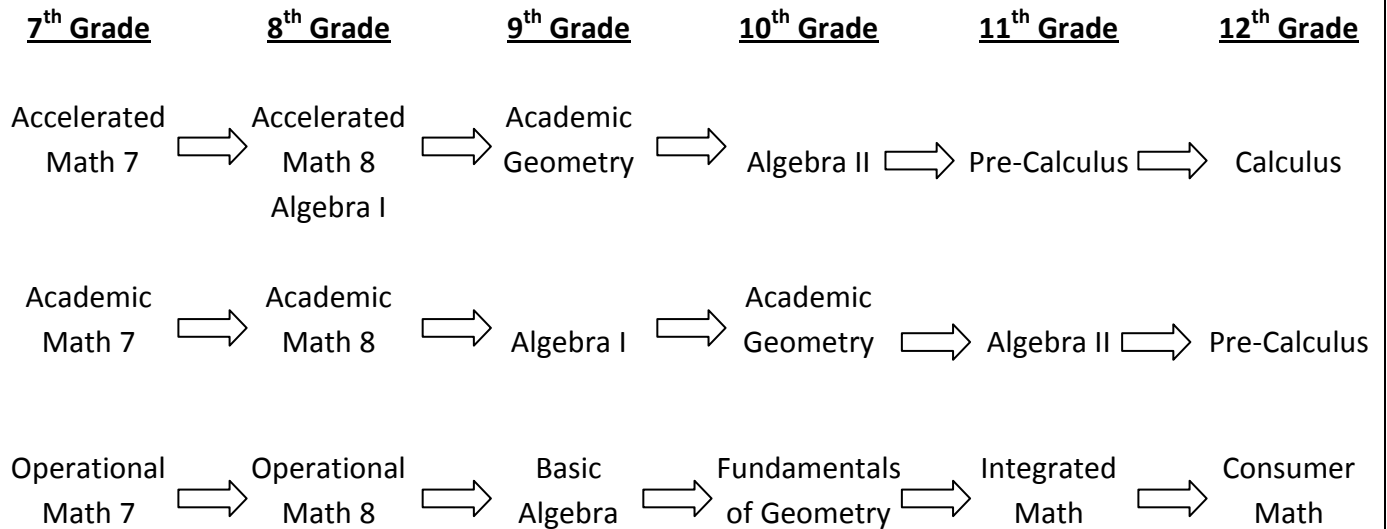 7th Grade 8th Grade 9th Grade 10th Grade 11th Grade 12th Grade
Accelerated Accelerated Academic
Math 7 Math 8 Geometry Algebra II Pre-Calculus Calculus
Algebra I
Academic Academic Academic
Math 7 Math 8 Algebra I Geometry Algebra II Pre-Calculus
Operational Operational Basic Fundamentals Integrated Consumer
Math 7 Math 8 Algebra of Geometry Math Math